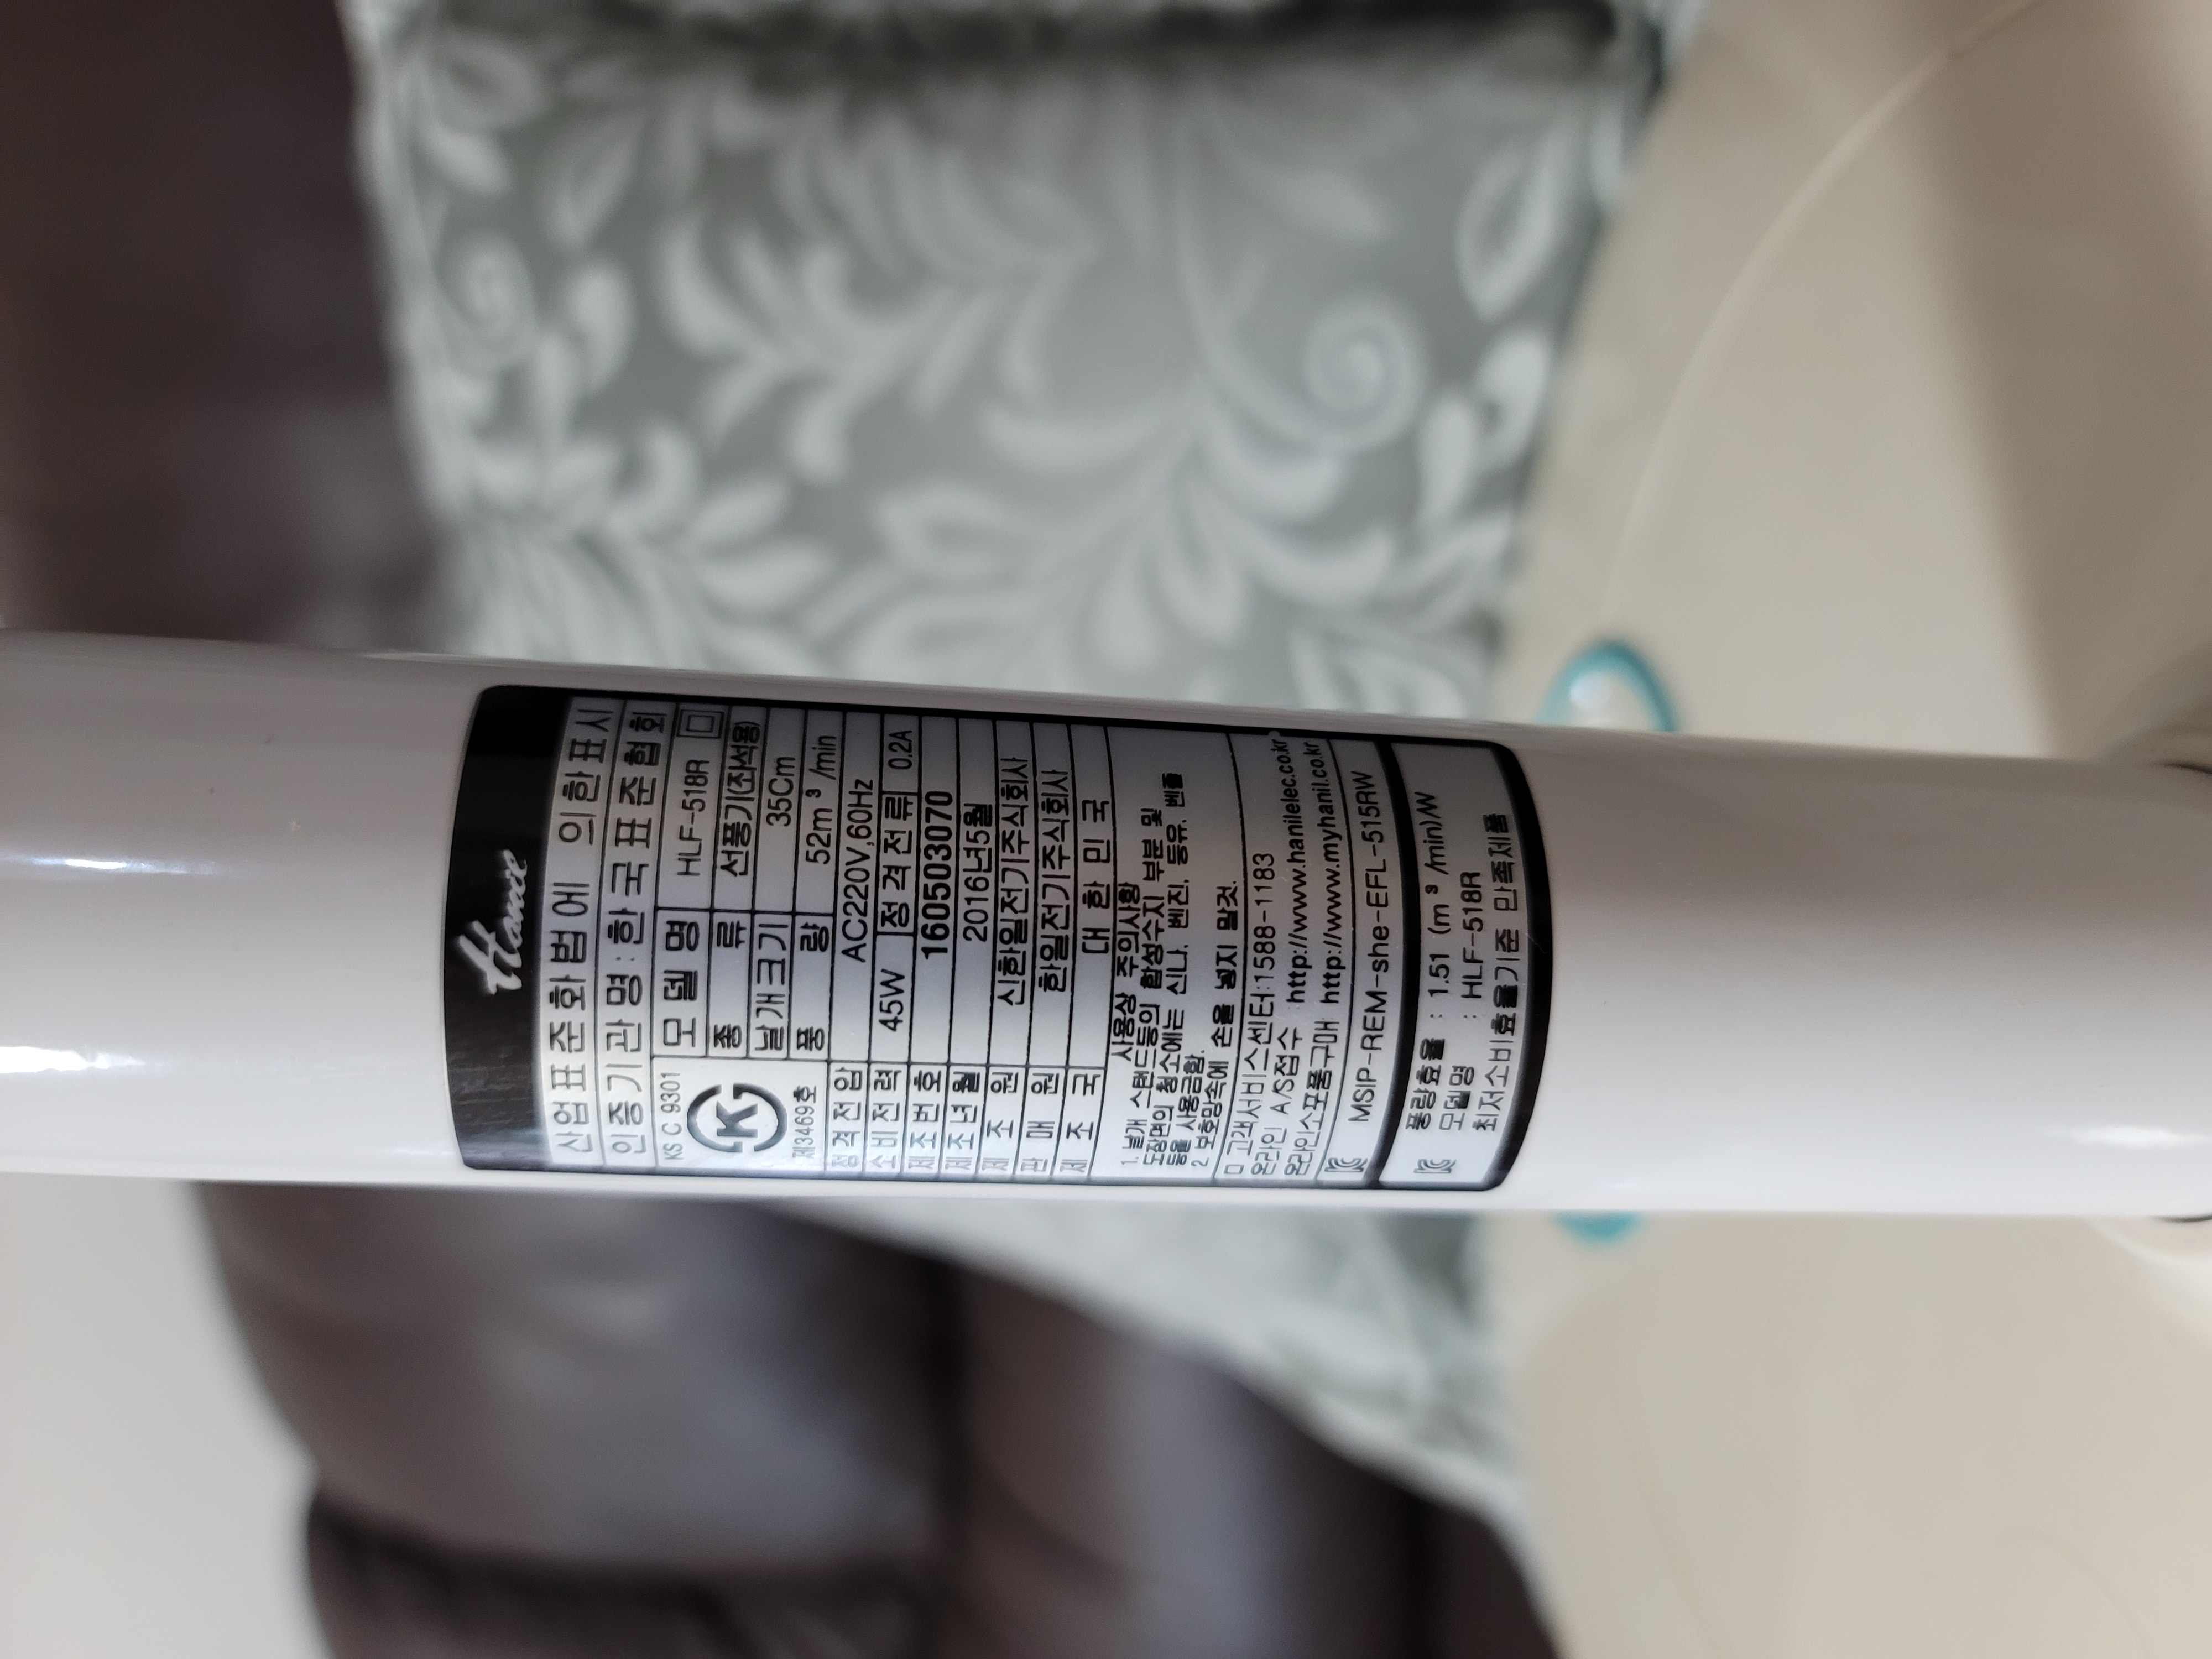 산업표준화법에 의한표시
인증기관명:한국표준협회
KS C 9301
제3469호
모델명 HLF-518R
종류 선풍기(좌석용)
날개크기 35Cm
풍량 52m³/min
정격전압 AC220V,60Hz
소비전력 45W 정격전류 0.2A
제조번호 160503070
제조년월 2016년5월
제조원 신한일전기주식회사
판매원 한일전기주식회사
제조국 대한민국
사용상 주의사항
1. 날개 스탠드등의 합성수지 부분 및
도장면의 청소에는 신나, 벤진, 등유, 벤졸
등을 사용금함.
2. 보호망속에 손을 넣지 말것.
□ 고객서비스센터:1588-1183
온라인 A/S접수 : http://www.hanilelec.co.kr
온라인소포품구매: http://www.myhanil.co.kr
MSIP-REM-she-EFL-515RW
풍량효율 : 1.51 (m³/min)/W
모델명 : HLF-518R
최저소비효율기준 만족제품